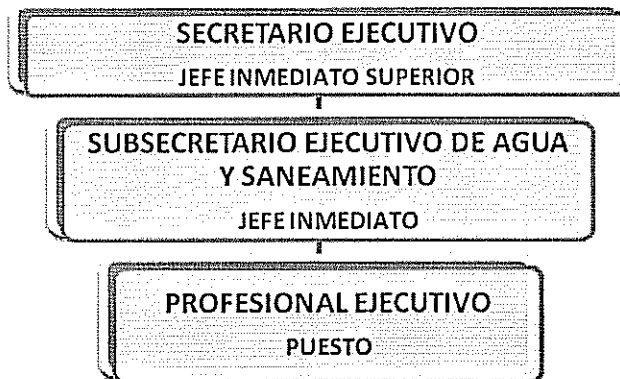 SECRETARIO EJECUTIVO
JEFE INMEDIATO SUPERIOR
SUBSECRETARIO EJECUTIVO DE AGUA
Y SANEAMIENTO
JEFE INMEDIATO
PROFESIONAL EJECUTIVO
PUESTO